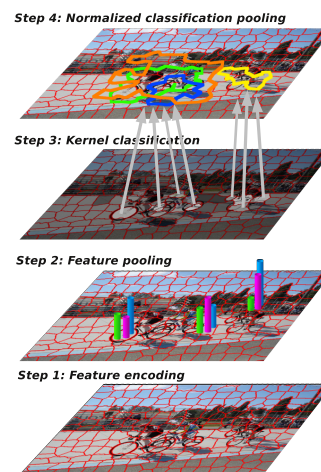 Step 4: Normalized classification pooling
Step 3: Kernel classification
Step 2: Feature pooling
Step 1: Feature encoding